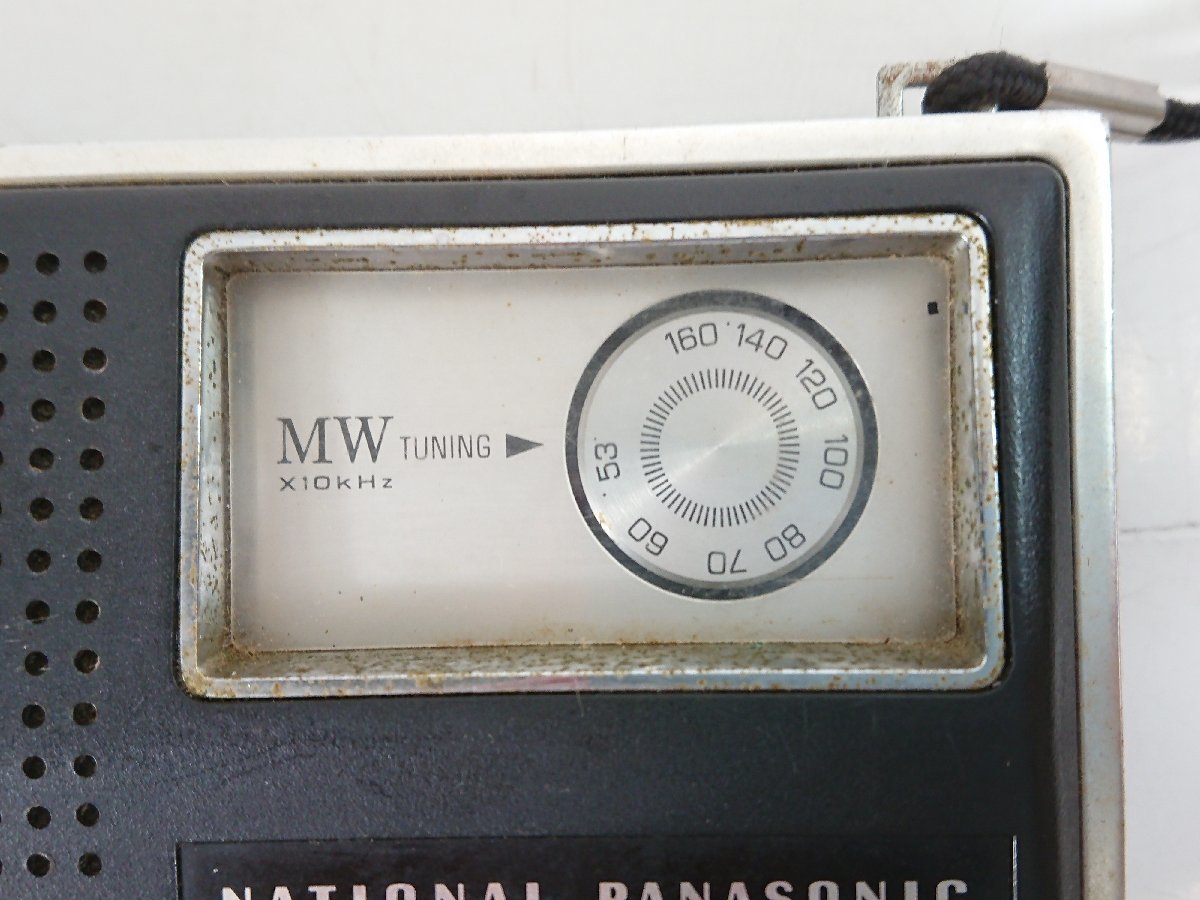 MW TUNING
X10kHz
160
140
120
100
80
70
60
53
NATIONAL PANASONIC